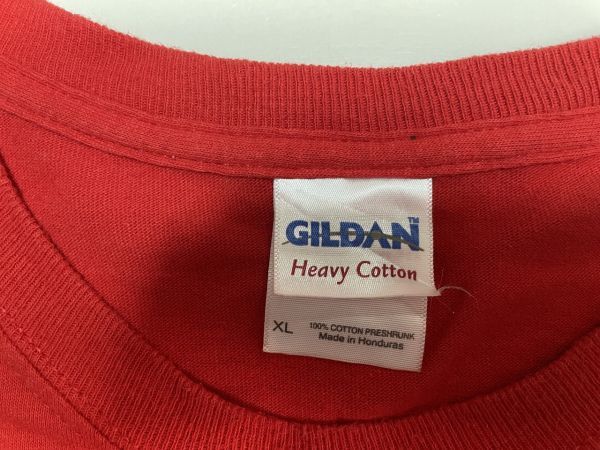 GILDAN™
Heavy Cotton
XL 100% COTTON PRESHRUNK
Made in Honduras